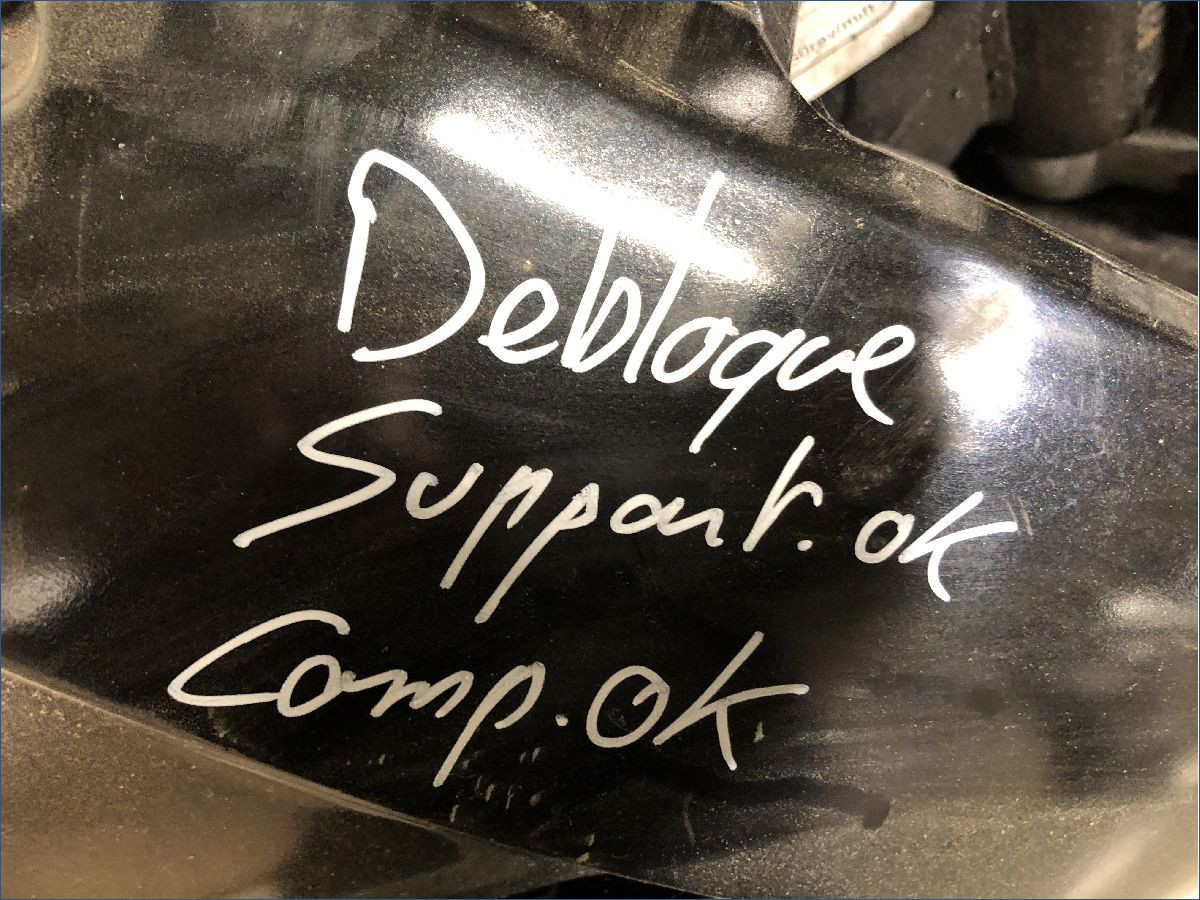 Debloque
Support. ok
Comp. ok